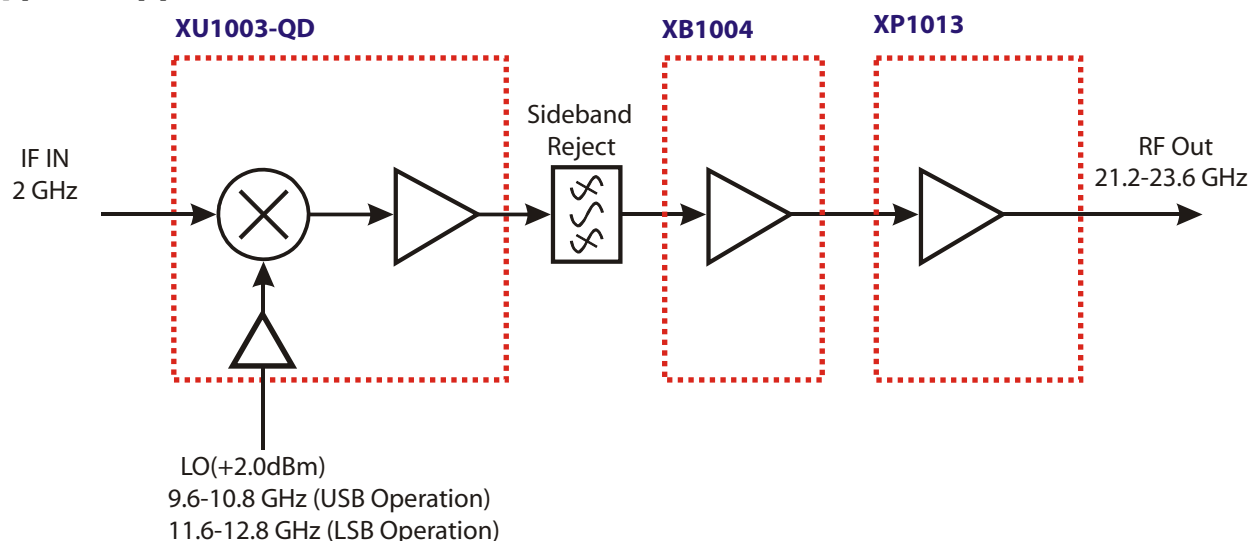 XU1003-QD
XB1004
XP1013
Sideband
Reject
IF IN
2 GHz
RF Out
21.2-23.6 GHz
LO(+2.0dBm)
9.6-10.8 GHz (USB Operation)
11.6-12.8 GHz (LSB Operation)